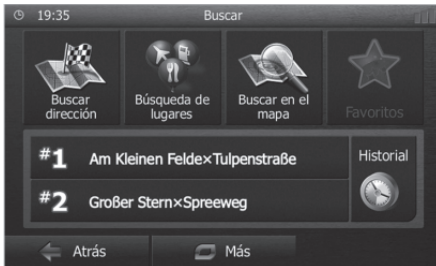 19:35 Buscar
Buscar
dirección
Búsqueda de
lugares
Buscar en el
mapa
Favoritos
#1 Am Kleinen Felde×Tulpenstraße
Historial
#2 Großer Stern×Spreeweg
Atrás Más